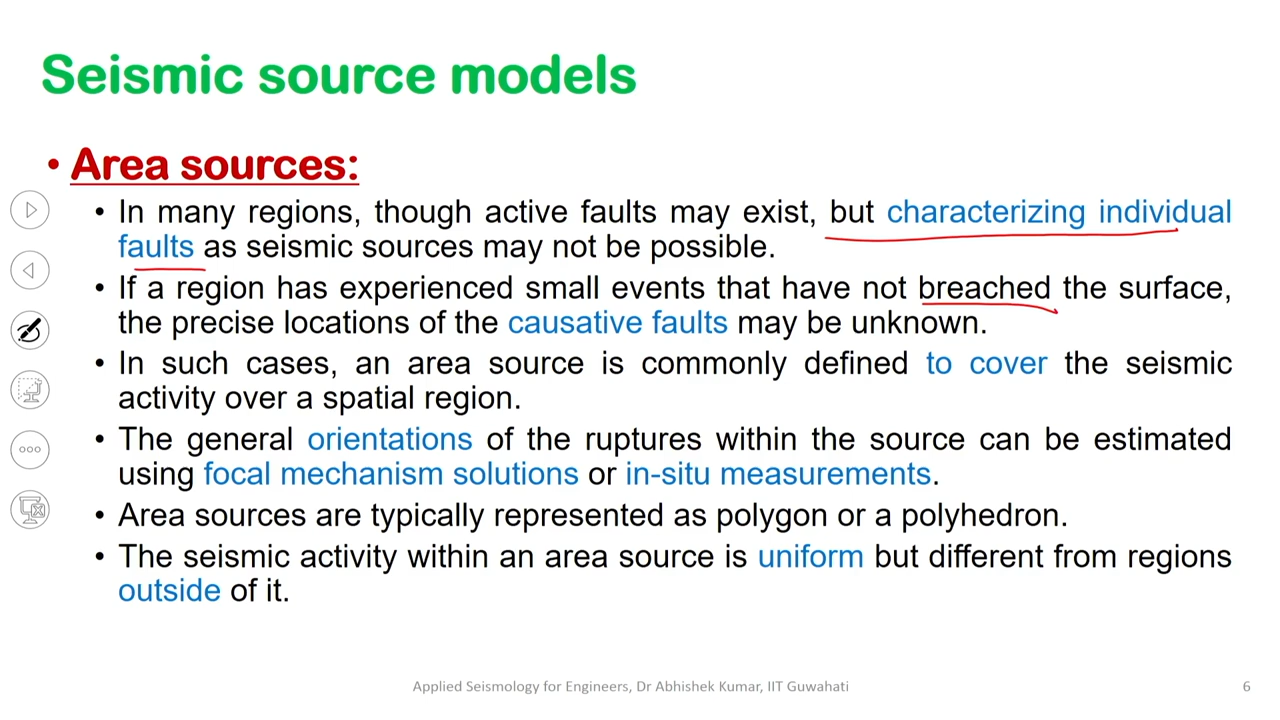 Seismic source models
• Area sources:
• In many regions, though active faults may exist, but characterizing individual
faults as seismic sources may not be possible.
• If a region has experienced small events that have not breached the surface,
the precise locations of the causative faults may be unknown.
• In such cases, an area source is commonly defined to cover the seismic
activity over a spatial region.
• The general orientations of the ruptures within the source can be estimated
using focal mechanism solutions or in-situ measurements.
• Area sources are typically represented as polygon or a polyhedron.
• The seismic activity within an area source is uniform but different from regions
outside of it.
Applied Seismology for Engineers, Dr Abhishek Kumar, IIT Guwahati
6